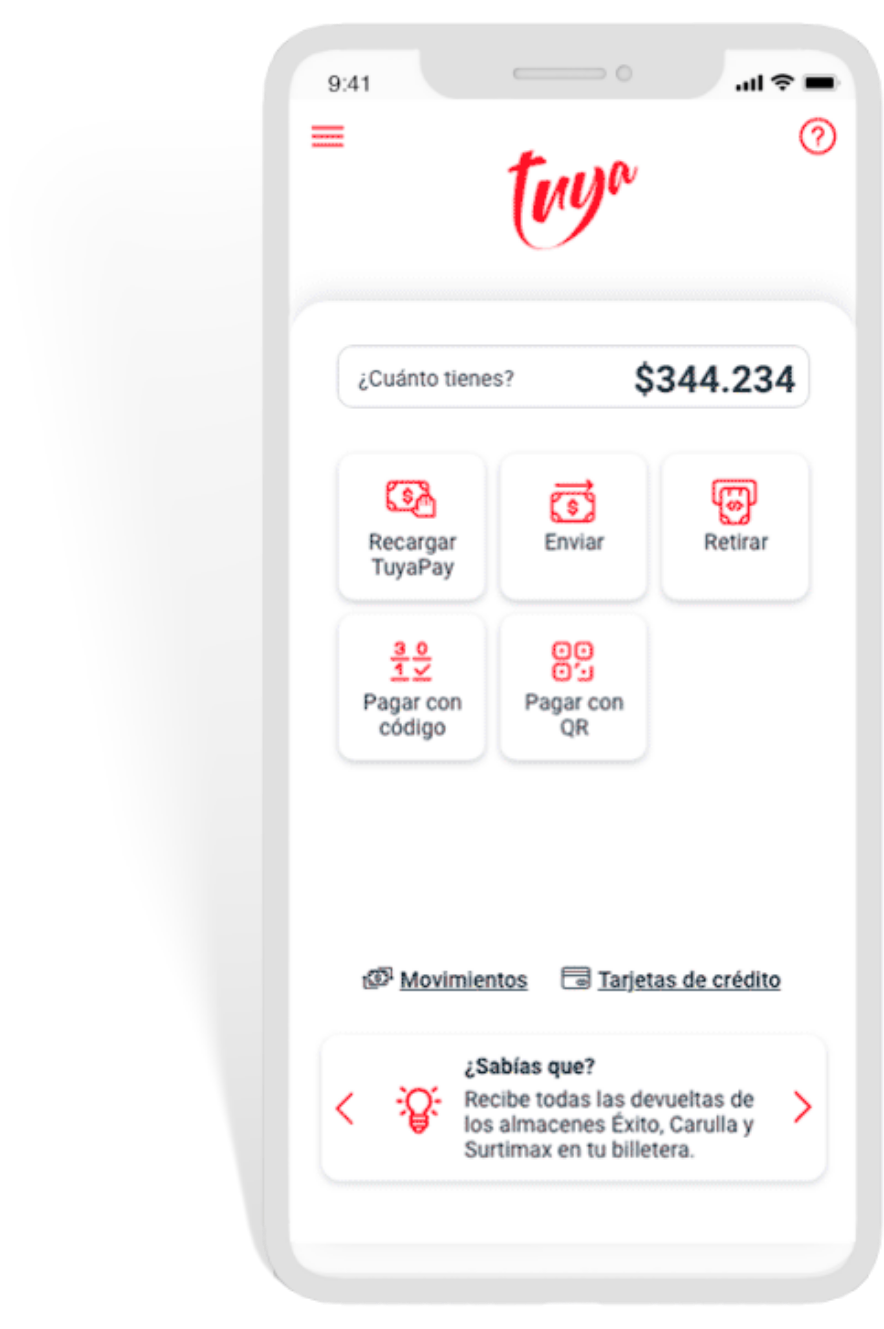 9:41
tuya
¿Cuánto tienes? $344.234
Recargar
TuyaPay
Enviar
Retirar
Pagar con
código
Pagar con
QR
Movimientos
Tarjetas de crédito
¿Sabías que?
Recibe todas las devueltas de
los almacenes Éxito, Carulla y
Surtimax en tu billetera.